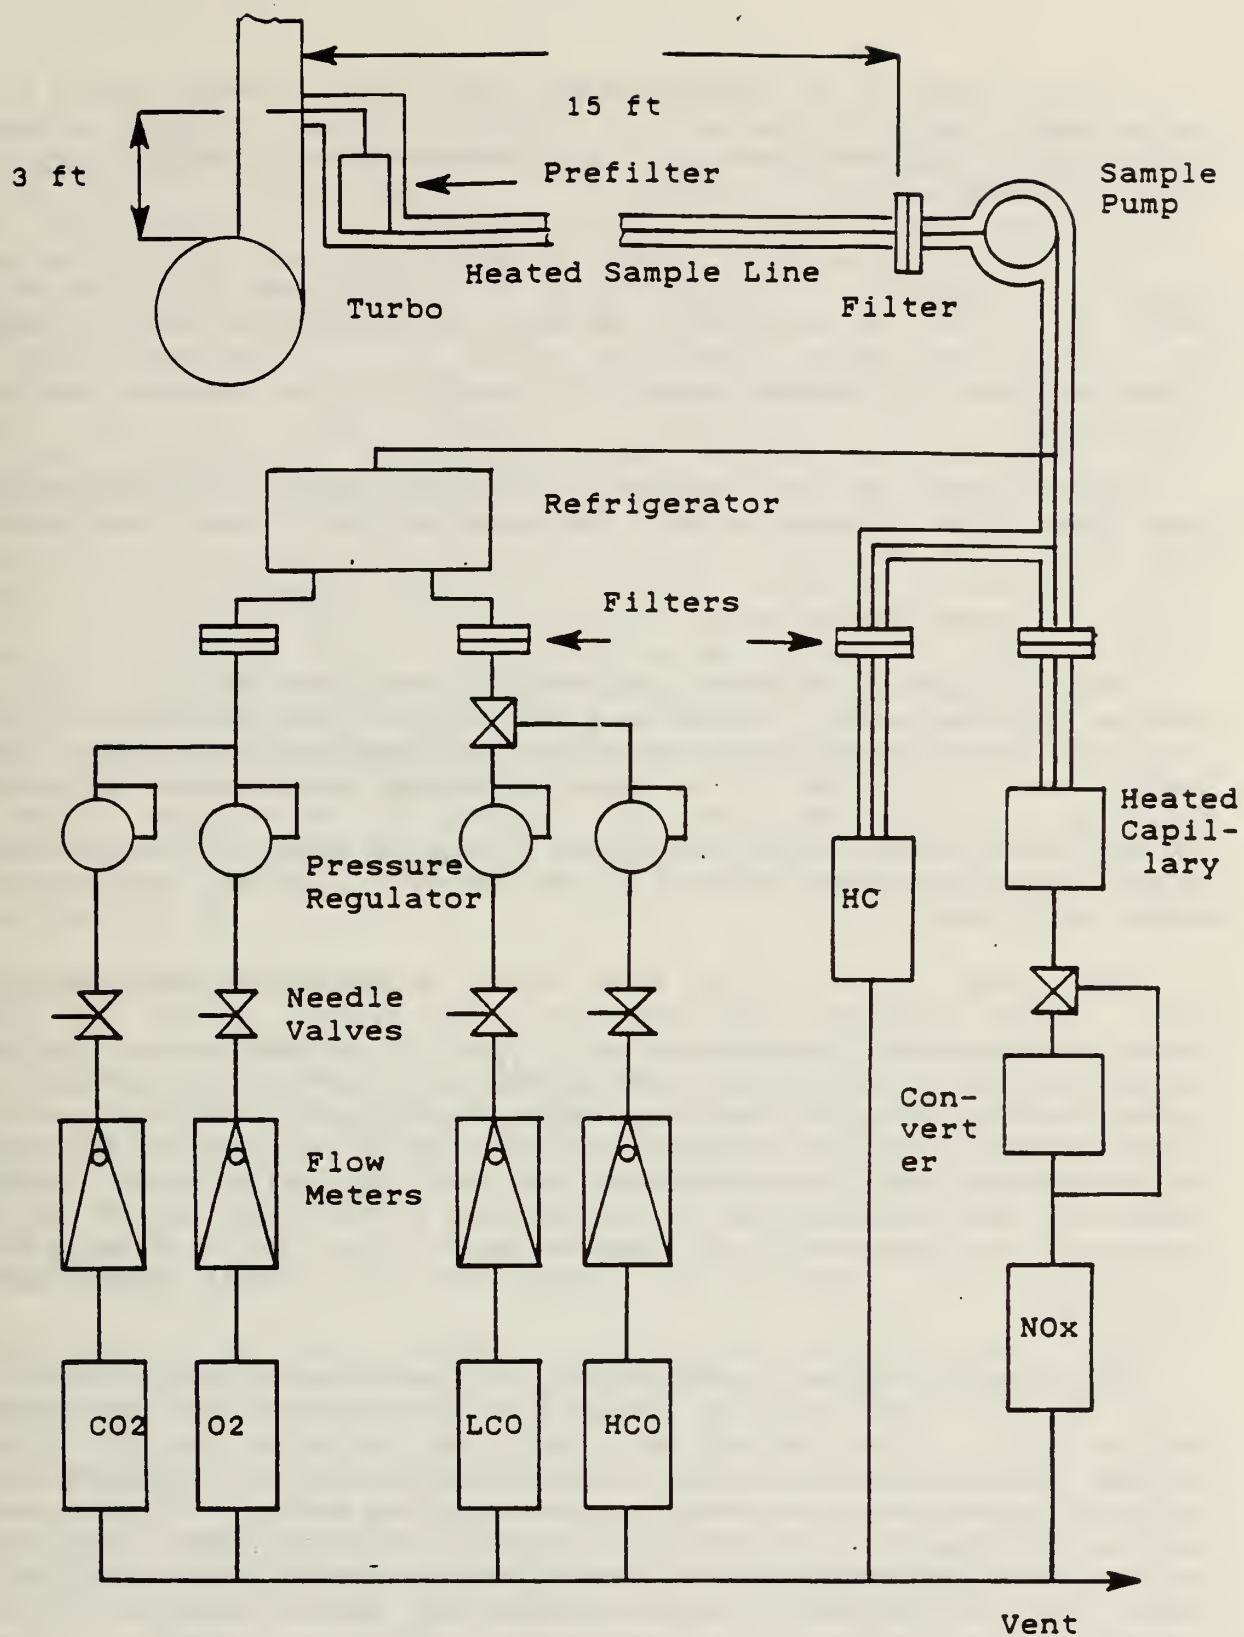 15 ft
3 ft
Prefilter
Sample
Pump
Heated Sample Line
Turbo
Filter
Refrigerator
Filters
Heated
Capil-
lary
Pressure
Regulator
HC
Needle
Valves
Con-
vert
er
Flow
Meters
NOx
CO2
O2
LCO
HCO
Vent